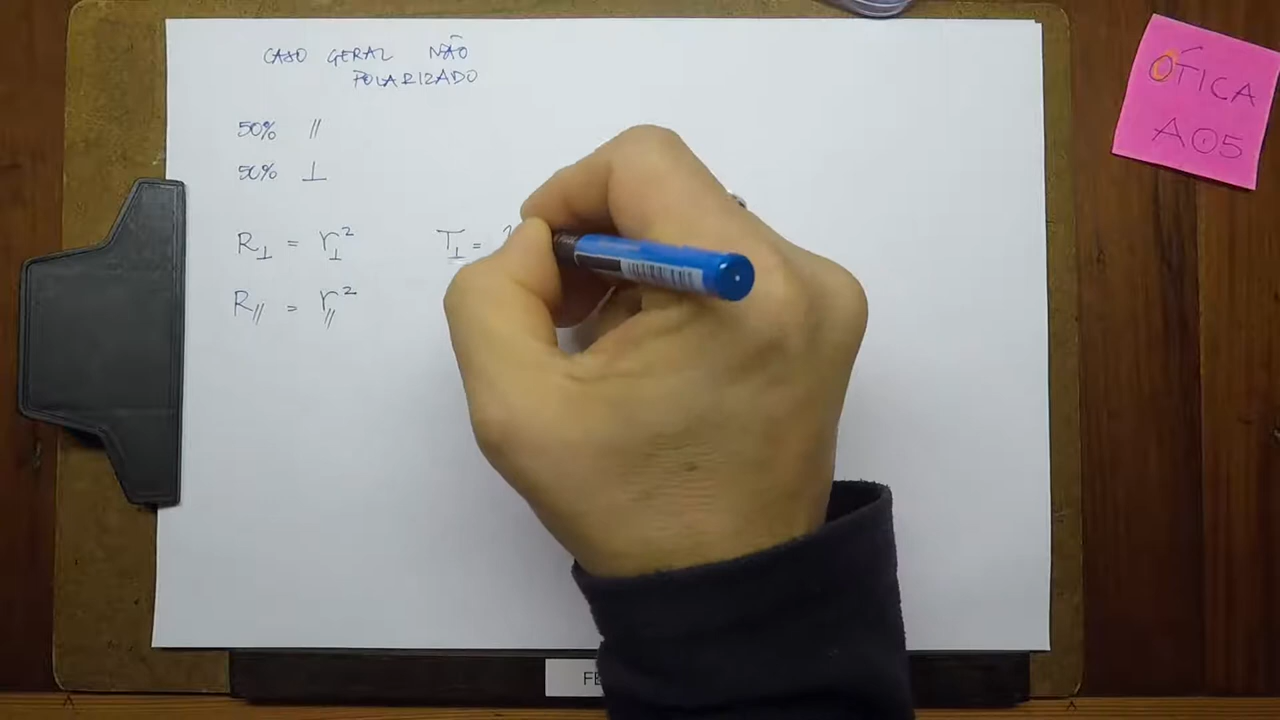 CASO GERAL NÃO
POLARIZADO
50% //
50% ⊥
R⊥ = r⊥²
T⊥ =
R// = r//²
ÓTICA
A05